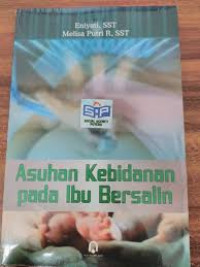 Eniyati, SST
Melisa Putri R, SST
Asuhan Kebidanan
pada Ibu Bersalin